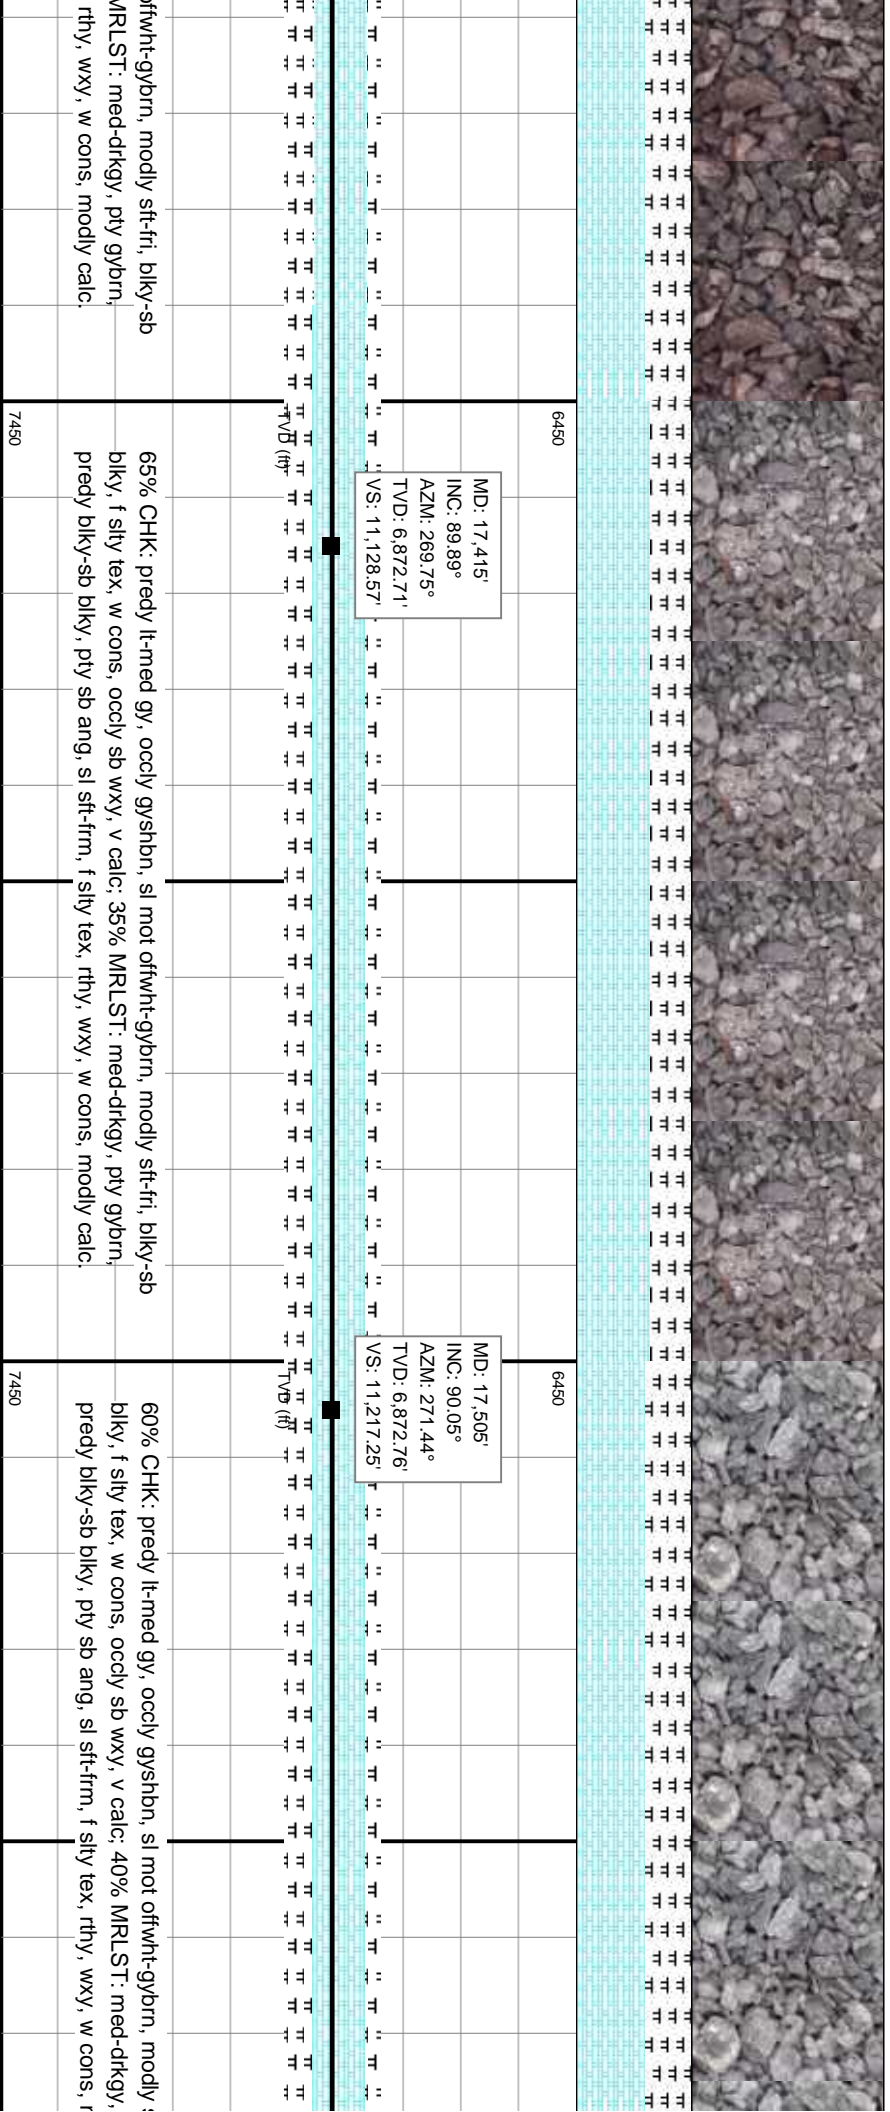 offwht-gybrn, modly sft-fri, blky-sb
MRLST: med-drkgy, pty gybrn,
rthy, wxy, w cons, modly calc.
6450
TVD (ft)
7450
MD: 17,415'
INC: 89.89°
AZM: 269.75°
TVD: 6,872.71'
VS: 11,128.57'
65% CHK: predy lt-med gy, occly gyshbn, sl mot offwht-gybrn, modly sft-fri, blky-sb
blky, f slty tex, w cons, occly sb wxy, v calc; 35% MRLST: med-drkgy, pty gybrn,
predy blky-sb blky, pty sb ang, sl sft-frm, f slty tex, rthy, wxy, w cons, modly calc.
6450
TVD (ft)
7450
MD: 17,505'
INC: 90.05°
AZM: 271.44°
TVD: 6,872.76'
VS: 11,217.25'
60% CHK: predy lt-med gy, occly gyshbn, sl mot offwht-gybrn, modly
blky, f slty tex, w cons, occly sb wxy, v calc; 40% MRLST: med-drkgy,
predy blky-sb blky, pty sb ang, sl sft-frm, f slty tex, rthy, wxy, w cons,